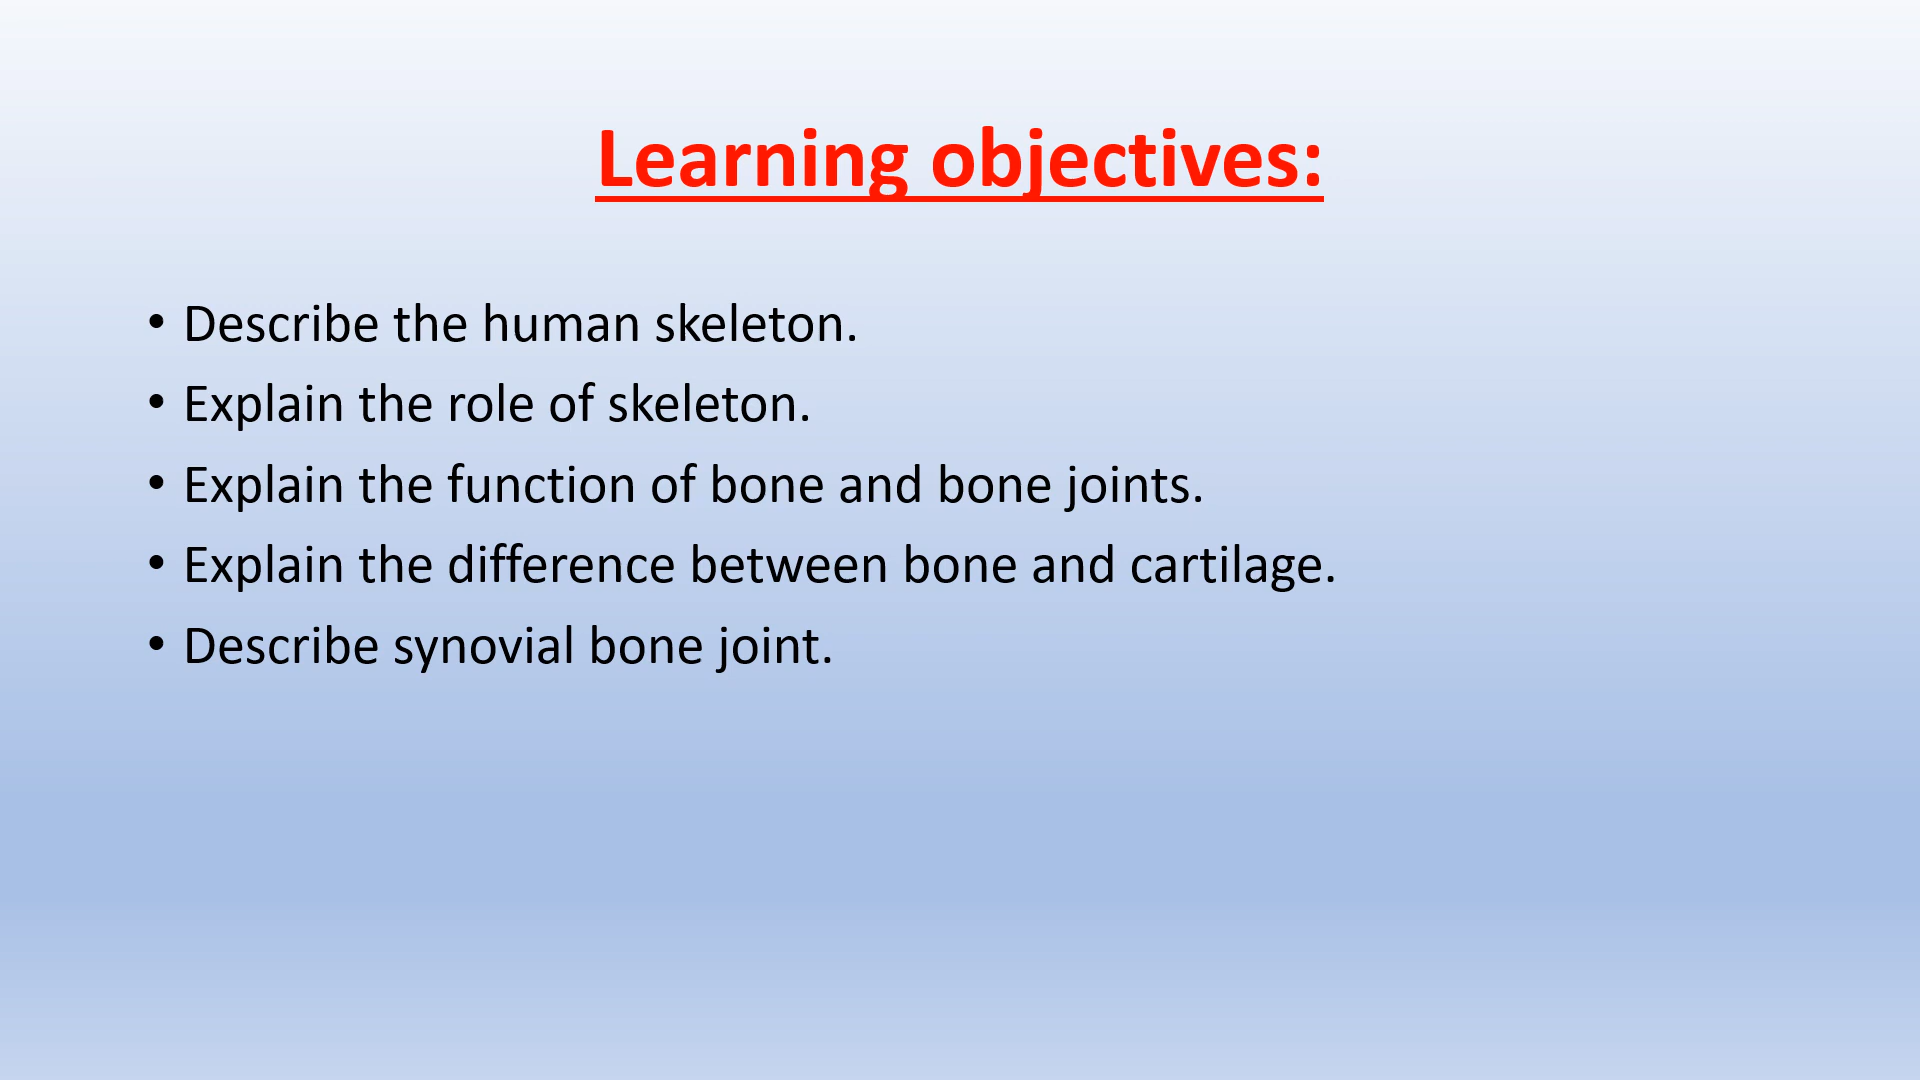 Learning objectives:
• Describe the human skeleton.
• Explain the role of skeleton.
• Explain the function of bone and bone joints.
• Explain the difference between bone and cartilage.
• Describe synovial bone joint.